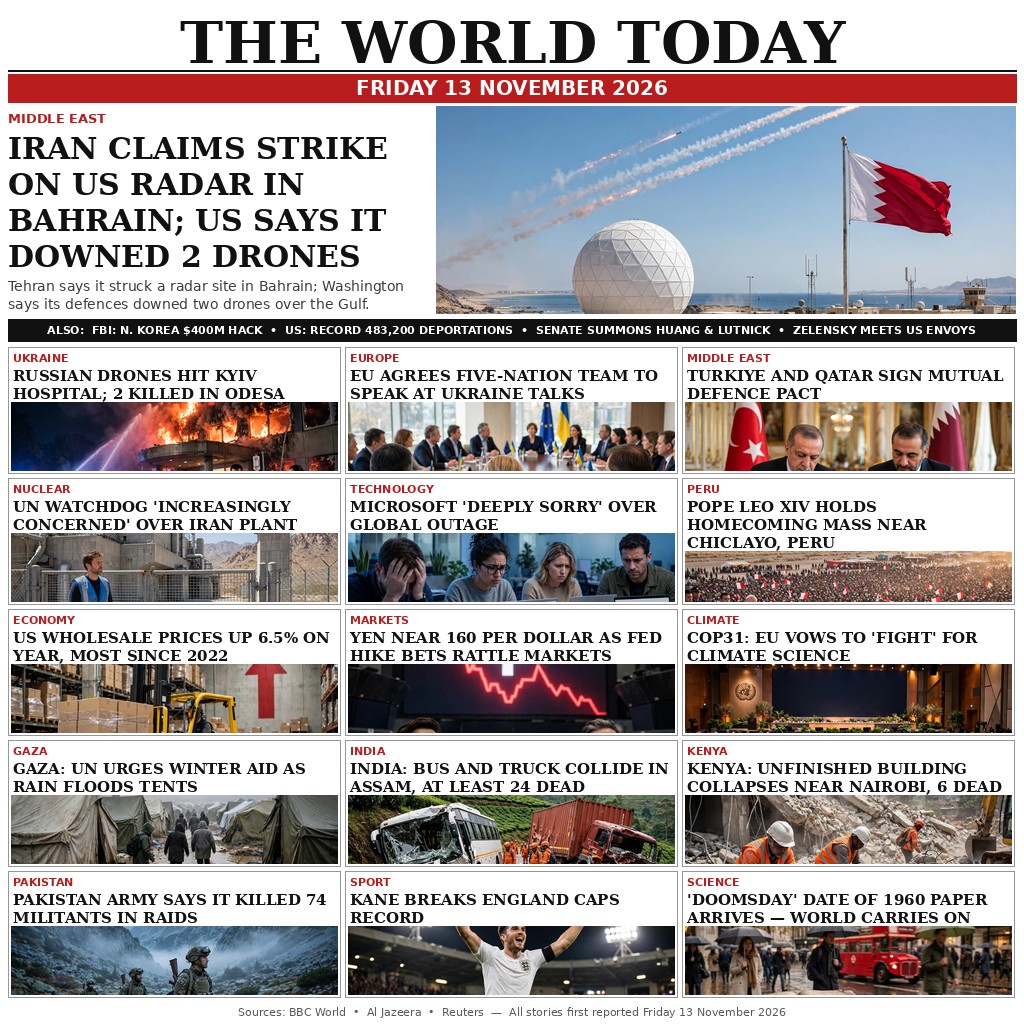 THE WORLD TODAY
FRIDAY 13 NOVEMBER 2026
MIDDLE EAST
IRAN CLAIMS STRIKE
ON US RADAR IN
BAHRAIN; US SAYS IT
DOWNED 2 DRONES
Tehran says it struck a radar site in Bahrain; Washington
says its defences downed two drones over the Gulf.
ALSO: FBI: N. KOREA $400M HACK • US: RECORD 483,200 DEPORTATIONS • SENATE SUMMONS HUANG & LUTNICK • ZELENSKY MEETS US ENVOYS
UKRAINE
RUSSIAN DRONES HIT KYIV
HOSPITAL; 2 KILLED IN ODESA
EUROPE
EU AGREES FIVE-NATION TEAM TO
SPEAK AT UKRAINE TALKS
MIDDLE EAST
TURKIYE AND QATAR SIGN MUTUAL
DEFENCE PACT
NUCLEAR
UN WATCHDOG 'INCREASINGLY
CONCERNED' OVER IRAN PLANT
TECHNOLOGY
MICROSOFT 'DEEPLY SORRY' OVER
GLOBAL OUTAGE
PERU
POPE LEO XIV HOLDS
HOMECOMING MASS NEAR
CHICLAYO, PERU
ECONOMY
US WHOLESALE PRICES UP 6.5% ON
YEAR, MOST SINCE 2022
MARKETS
YEN NEAR 160 PER DOLLAR AS FED
HIKE BETS RATTLE MARKETS
CLIMATE
COP31: EU VOWS TO 'FIGHT' FOR
CLIMATE SCIENCE
GAZA
GAZA: UN URGES WINTER AID AS
RAIN FLOODS TENTS
INDIA
INDIA: BUS AND TRUCK COLLIDE IN
ASSAM, AT LEAST 24 DEAD
KENYA
KENYA: UNFINISHED BUILDING
COLLAPSES NEAR NAIROBI, 6 DEAD
PAKISTAN
PAKISTAN ARMY SAYS IT KILLED 74
MILITANTS IN RAIDS
SPORT
KANE BREAKS ENGLAND CAPS
RECORD
SCIENCE
'DOOMSDAY' DATE OF 1960 PAPER
ARRIVES — WORLD CARRIES ON
Sources: BBC World • Al Jazeera • Reuters — All stories first reported Friday 13 November 2026